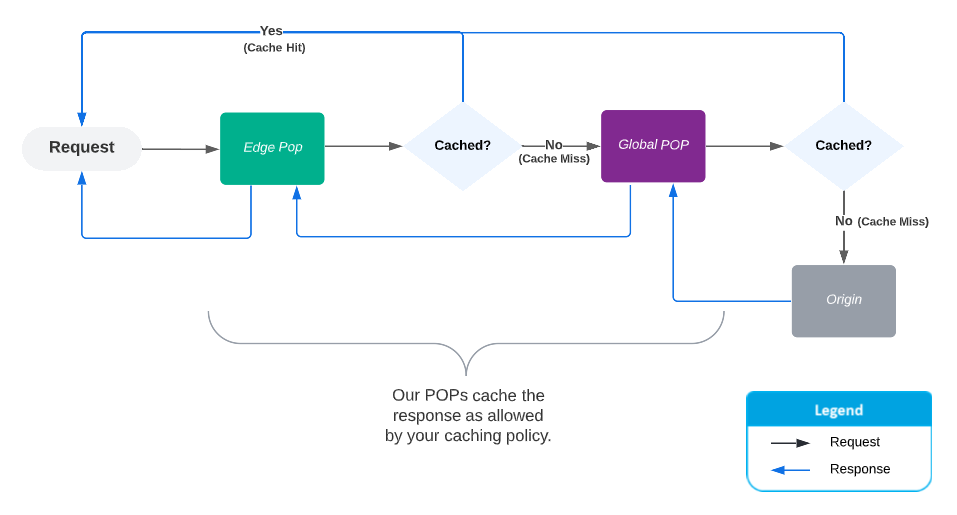 Yes
(Cache Hit)
Request
Edge Pop
Cached?
No
(Cache Miss)
Global POP
Cached?
No (Cache Miss)
Origin
Our POPs cache the
response as allowed
by your caching policy.
Legend
Request
Response